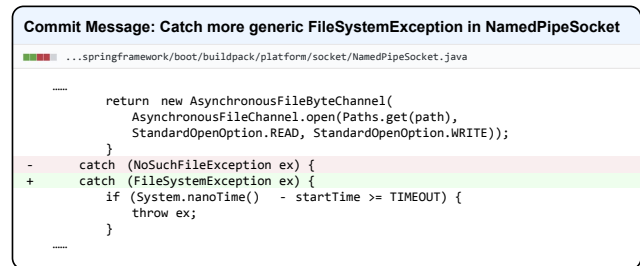 Commit Message: Catch more generic FileSystemException in NamedPipeSocket
...springframework/boot/buildpack/platform/socket/NamedPipeSocket.java
……
return new AsynchronousFileByteChannel(
AsynchronousFileChannel.open(Paths.get(path),
StandardOpenOption.READ, StandardOpenOption.WRITE));
}
- catch (NoSuchFileException ex) {
+ catch (FileSystemException ex) {
if (System.nanoTime() - startTime >= TIMEOUT) {
throw ex;
}
……